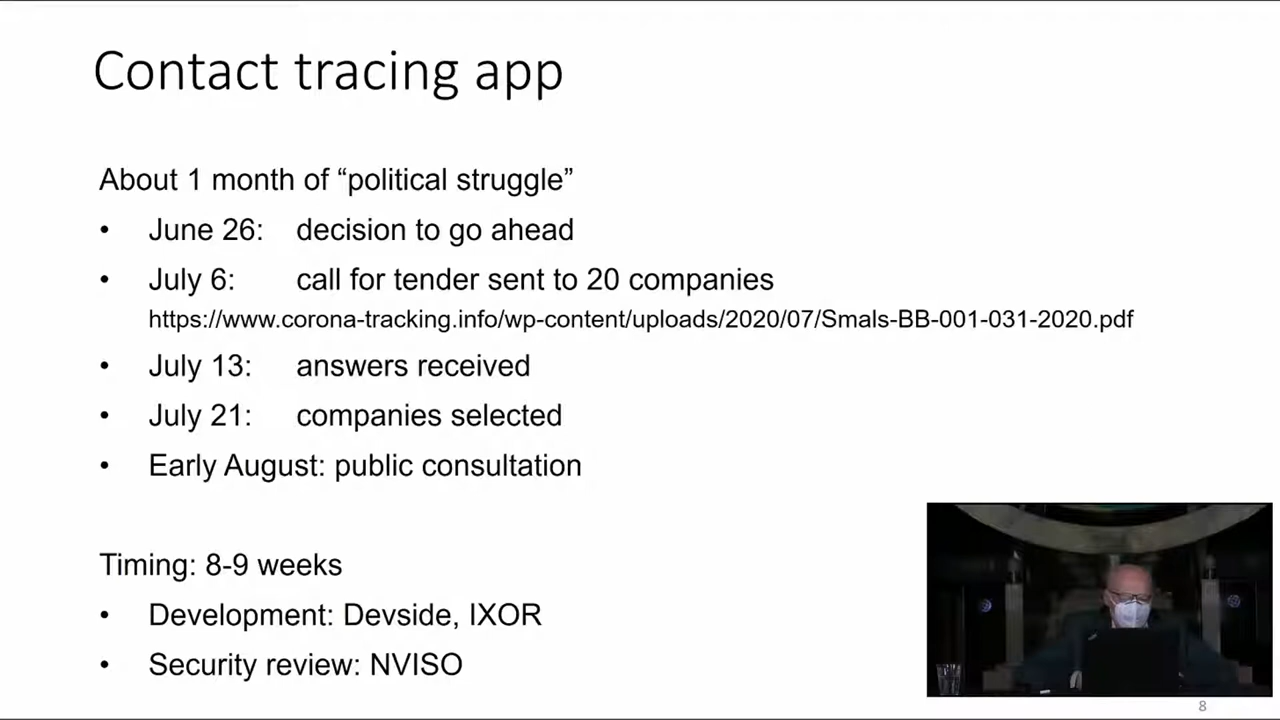 Contact tracing app
About 1 month of “political struggle”
• June 26: decision to go ahead
• July 6: call for tender sent to 20 companies
https://www.corona-tracking.info/wp-content/uploads/2020/07/Smals-BB-001-031-2020.pdf
• July 13: answers received
• July 21: companies selected
• Early August: public consultation
Timing: 8-9 weeks
• Development: Devside, IXOR
• Security review: NVISO
8